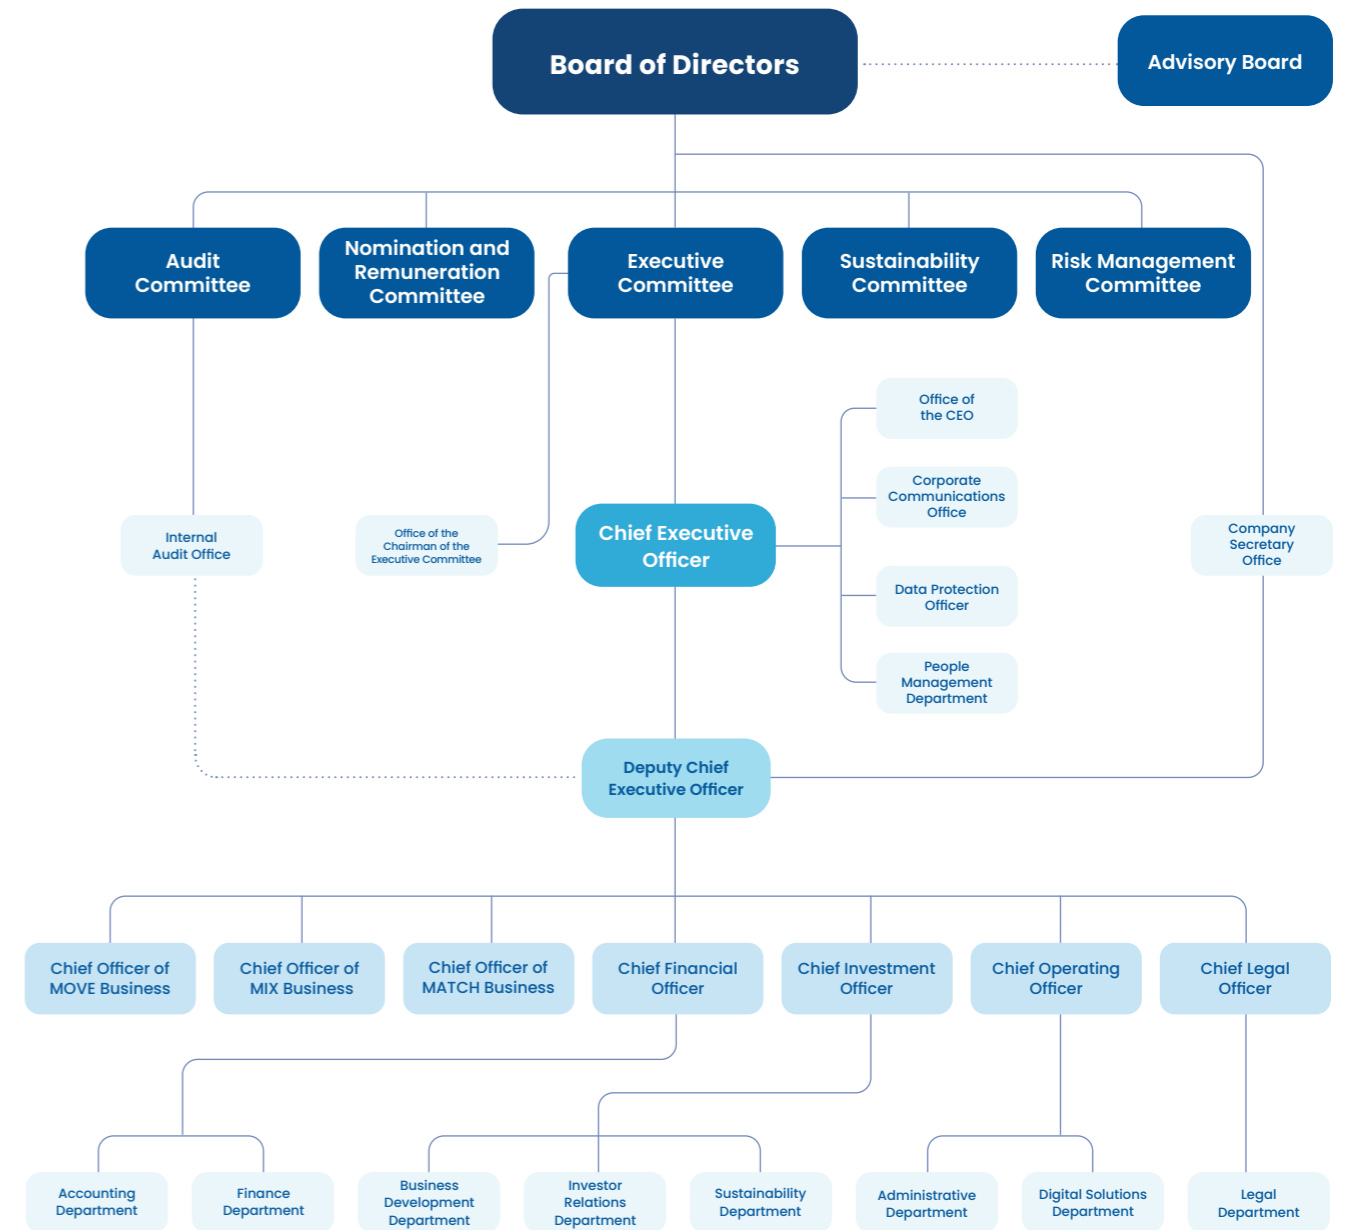 Board of Directors
Advisory Board
Audit
Committee
Nomination and
Remuneration
Committee
Executive
Committee
Sustainability
Committee
Risk Management
Committee
Office of
the CEO
Corporate
Communications
Office
Internal
Audit Office
Office of the
Chairman of the
Executive Committee
Chief Executive
Officer
Company
Secretary
Office
Data Protection
Officer
People
Management
Department
Deputy Chief
Executive Officer
Chief Officer of
MOVE Business
Chief Officer of
MIX Business
Chief Officer of
MATCH Business
Chief Financial
Officer
Chief Investment
Officer
Chief Operating
Officer
Chief Legal
Officer
Accounting
Department
Finance
Department
Business
Development
Department
Investor
Relations
Department
Sustainability
Department
Administrative
Department
Digital Solutions
Department
Legal
Department